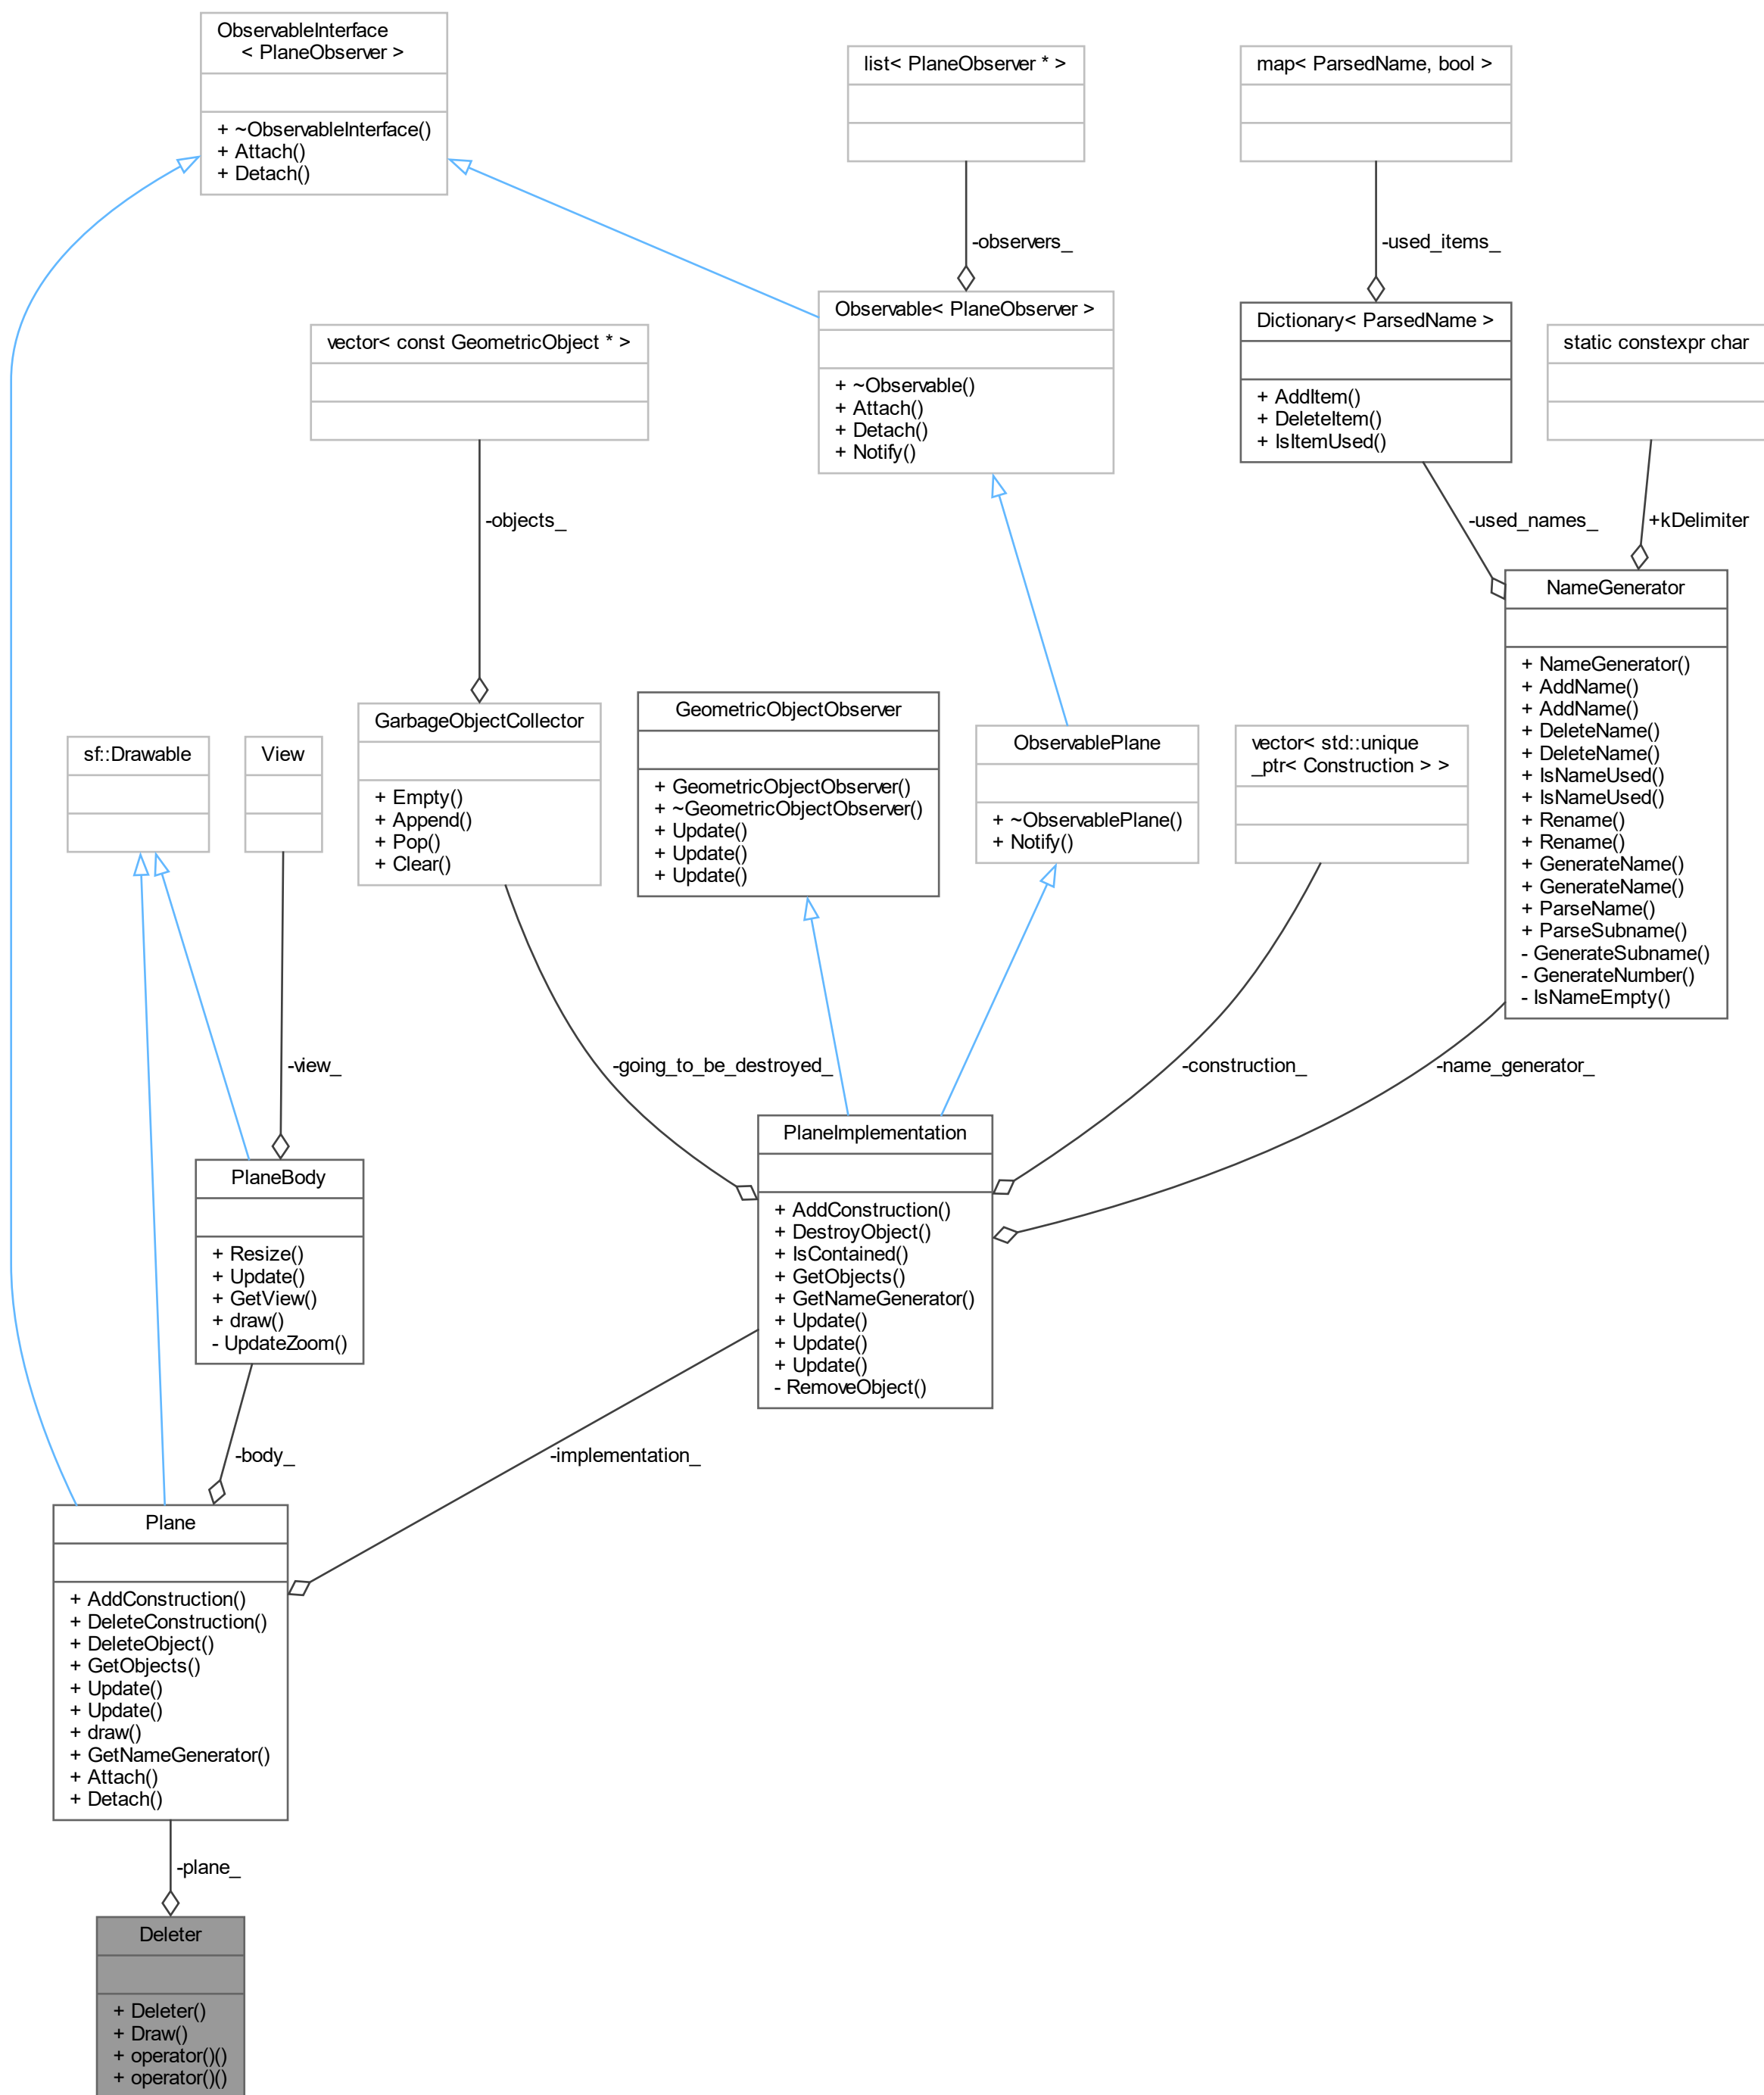 ObservableInterface
< PlaneObserver >
+ ~ObservableInterface()
+ Attach()
+ Detach()
list< PlaneObserver * >
map< ParsedName, bool >
-observers_
-used_items_
Observable< PlaneObserver >
+ ~Observable()
+ Attach()
+ Detach()
+ Notify()
Dictionary< ParsedName >
+ AddItem()
+ DeleteItem()
+ IsItemUsed()
vector< const GeometricObject * >
static constexpr char
-objects_
-used_names_
+kDelimiter
NameGenerator
+ NameGenerator()
+ AddName()
+ AddName()
+ DeleteName()
+ DeleteName()
+ IsNameUsed()
+ IsNameUsed()
+ Rename()
+ Rename()
+ GenerateName()
+ GenerateName()
+ ParseName()
+ ParseSubname()
- GenerateSubname()
- GenerateNumber()
- IsNameEmpty()
sf::Drawable
View
GarbageObjectCollector
+ Empty()
+ Append()
+ Pop()
+ Clear()
GeometricObjectObserver
+ GeometricObjectObserver()
+ ~GeometricObjectObserver()
+ Update()
+ Update()
+ Update()
ObservablePlane
+ ~ObservablePlane()
+ Notify()
vector< std::unique
_ptr< Construction > >
-view_
-going_to_be_destroyed_
-construction_
-name_generator_
PlaneBody
+ Resize()
+ Update()
+ GetView()
+ draw()
- UpdateZoom()
PlaneImplementation
+ AddConstruction()
+ DestroyObject()
+ IsContained()
+ GetObjects()
+ GetNameGenerator()
+ Update()
+ Update()
+ Update()
- RemoveObject()
-body_
-implementation_
Plane
+ AddConstruction()
+ DeleteConstruction()
+ DeleteObject()
+ GetObjects()
+ Update()
+ Update()
+ draw()
+ GetNameGenerator()
+ Attach()
+ Detach()
-plane_
Deleter
+ Deleter()
+ Draw()
+ operator()()
+ operator()()